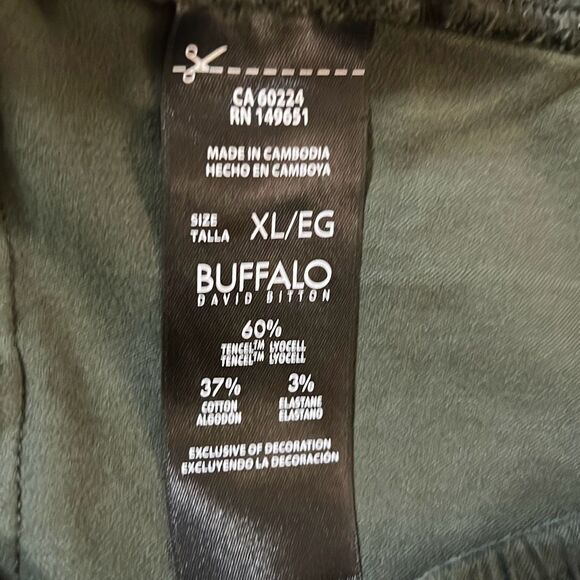 CA 60224
RN 149651
MADE IN CAMBODIA
HECHO EN CAMBOYA
SIZE
TALLA XL/EG
BUFFALO
DAVID BITTON
60%
TENCEL™ LYOCELL
TENCEL™ LYOCELL
37% 3%
COTTON ELASTANE
ALGODON ELASTANO
EXCLUSIVE OF DECORATION
EXCLUYENDO LA DECORACIÓN